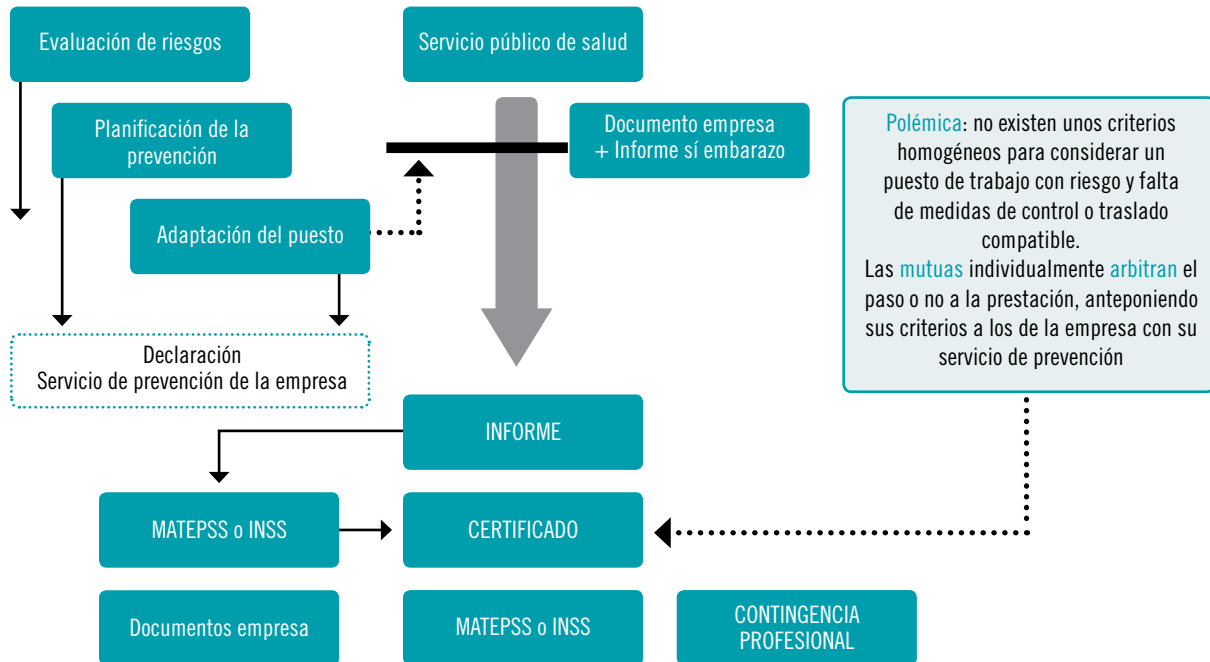 Evaluación de riesgos
Servicio público de salud
Planificación de la
prevención
Documento empresa
+ Informe sí embarazo
Adaptación del puesto
Polémica: no existen unos criterios
homogéneos para considerar un
puesto de trabajo con riesgo y falta
de medidas de control o traslado
compatible.
Las mutuas individualmente arbitran el
paso o no a la prestación, anteponiendo
sus criterios a los de la empresa con su
servicio de prevención
Declaración
Servicio de prevención de la empresa
INFORME
MATEPSS o INSS
CERTIFICADO
Documentos empresa
MATEPSS o INSS
CONTINGENCIA
PROFESIONAL